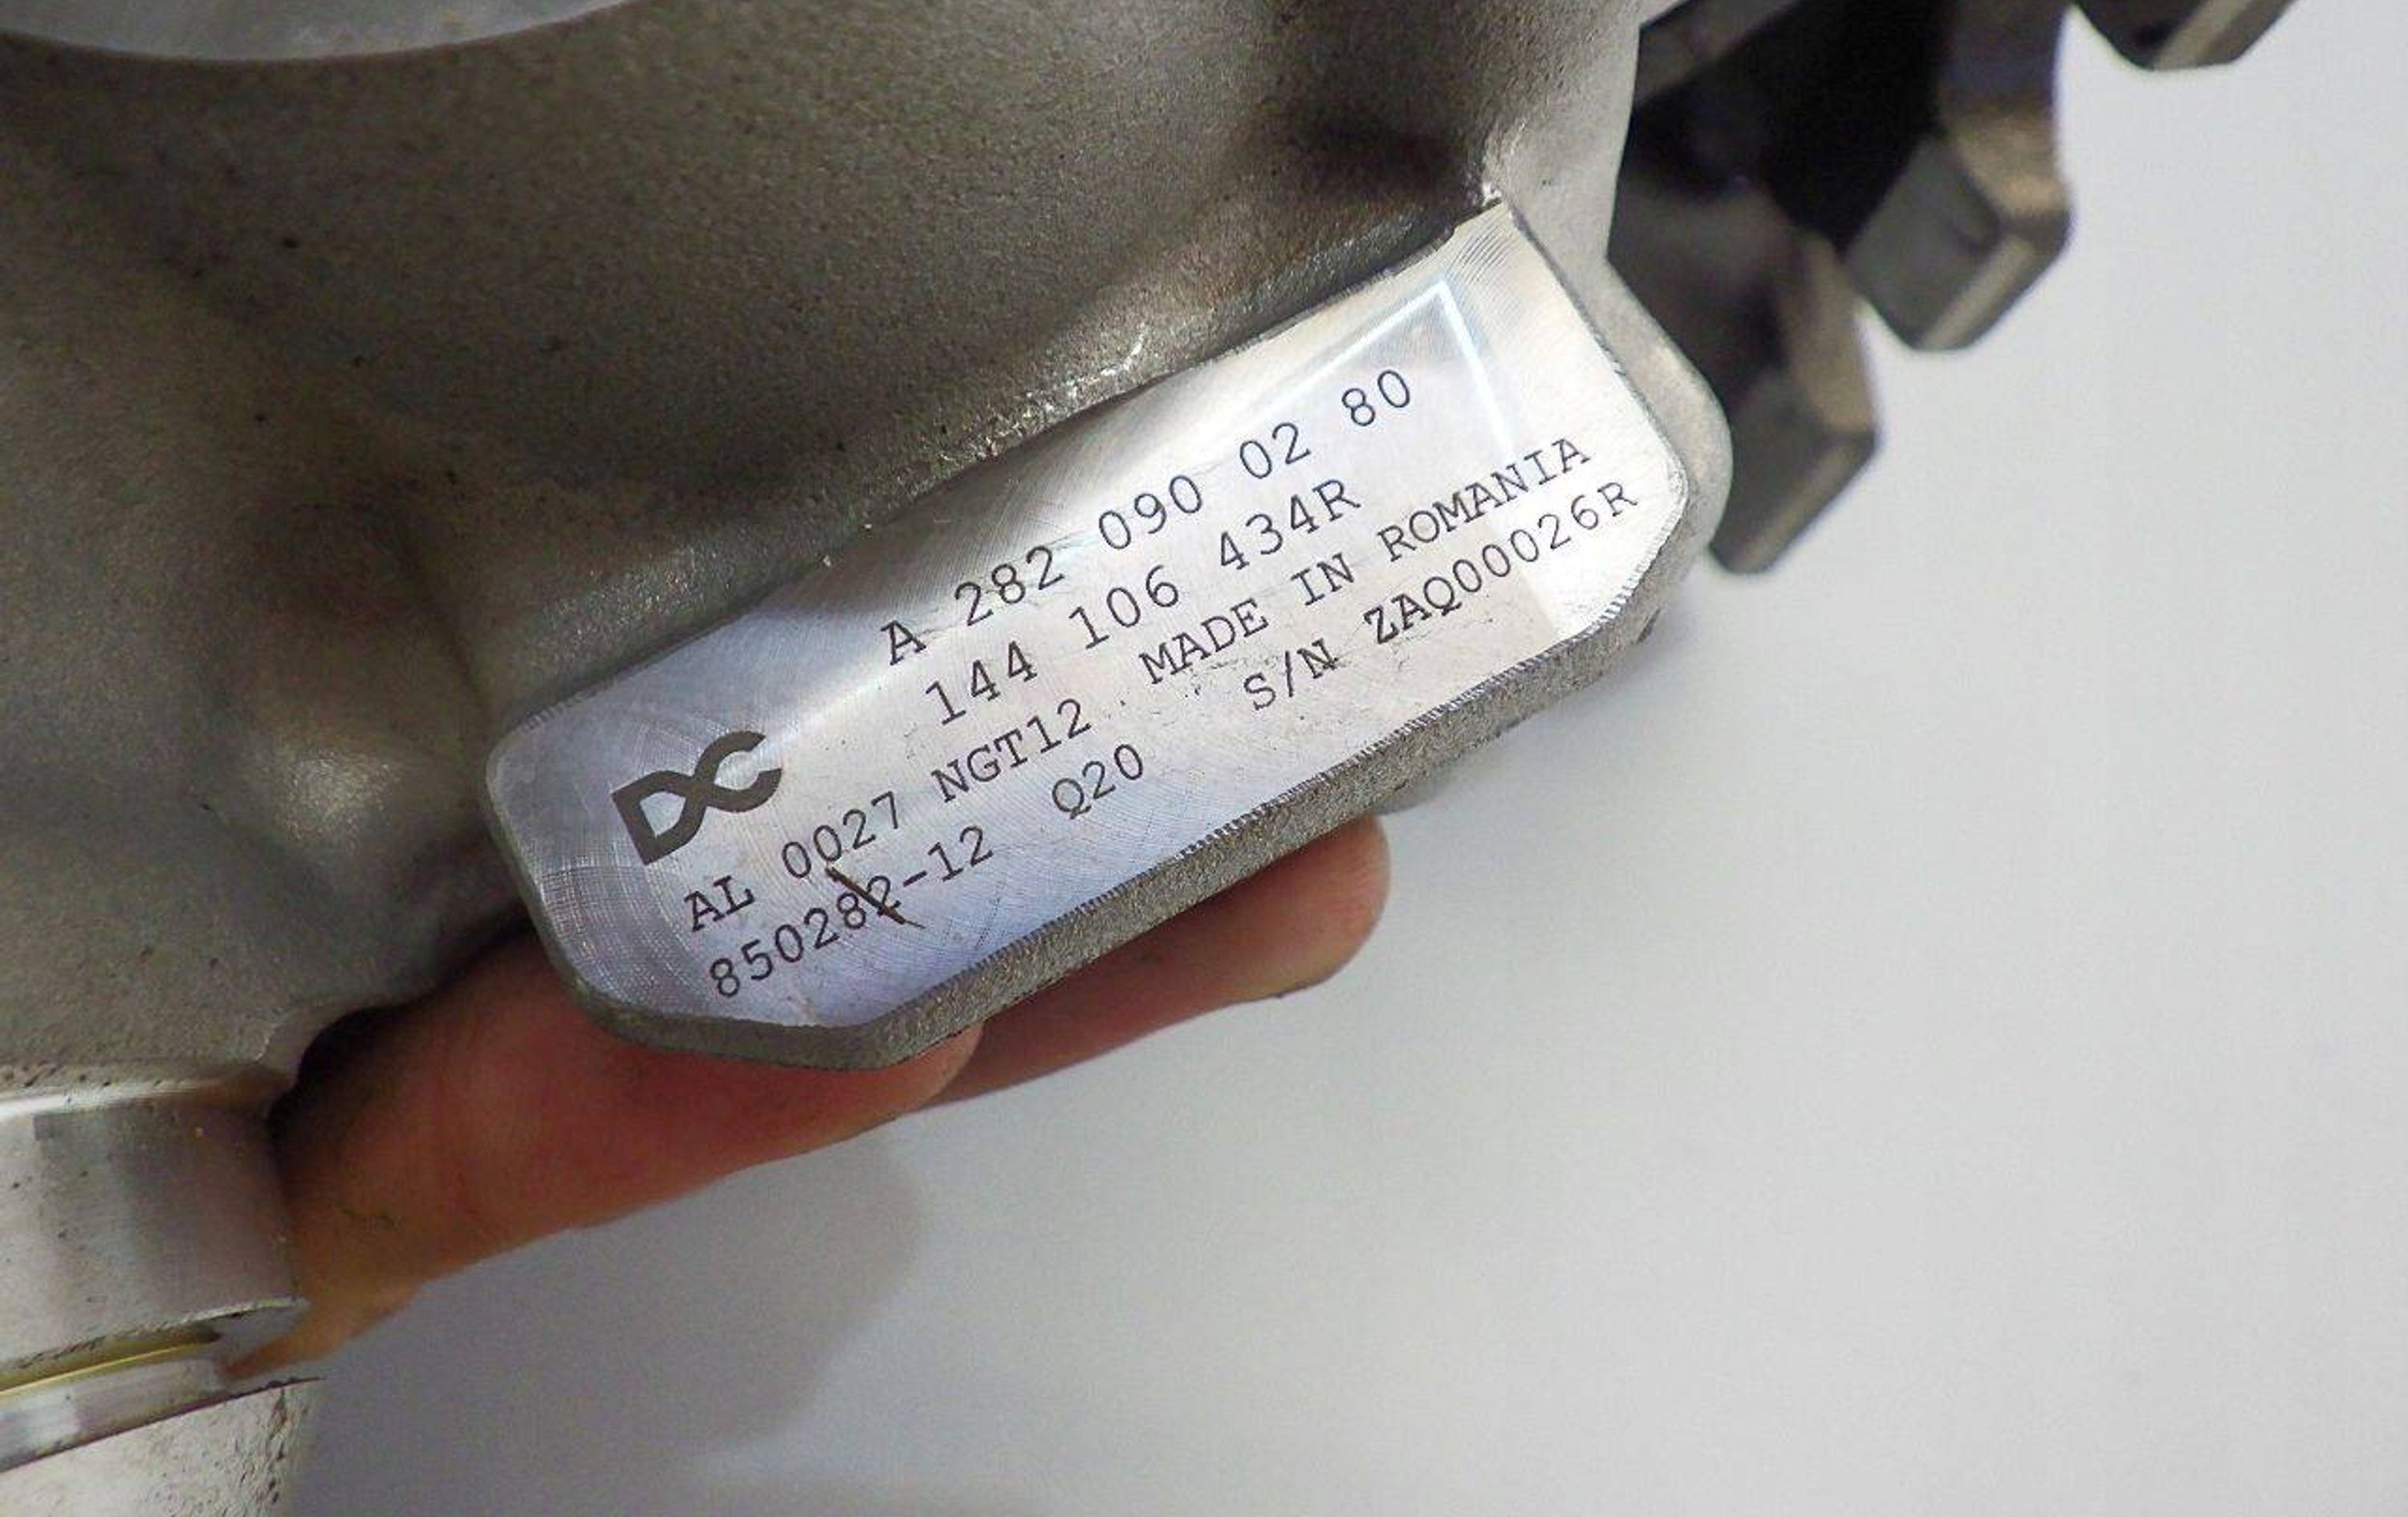 A 282 090 02 80
144 106 434R
DC
AL 0027 NGT12 MADE IN ROMANIA
850282-12 Q20 S/N ZAQ00026R